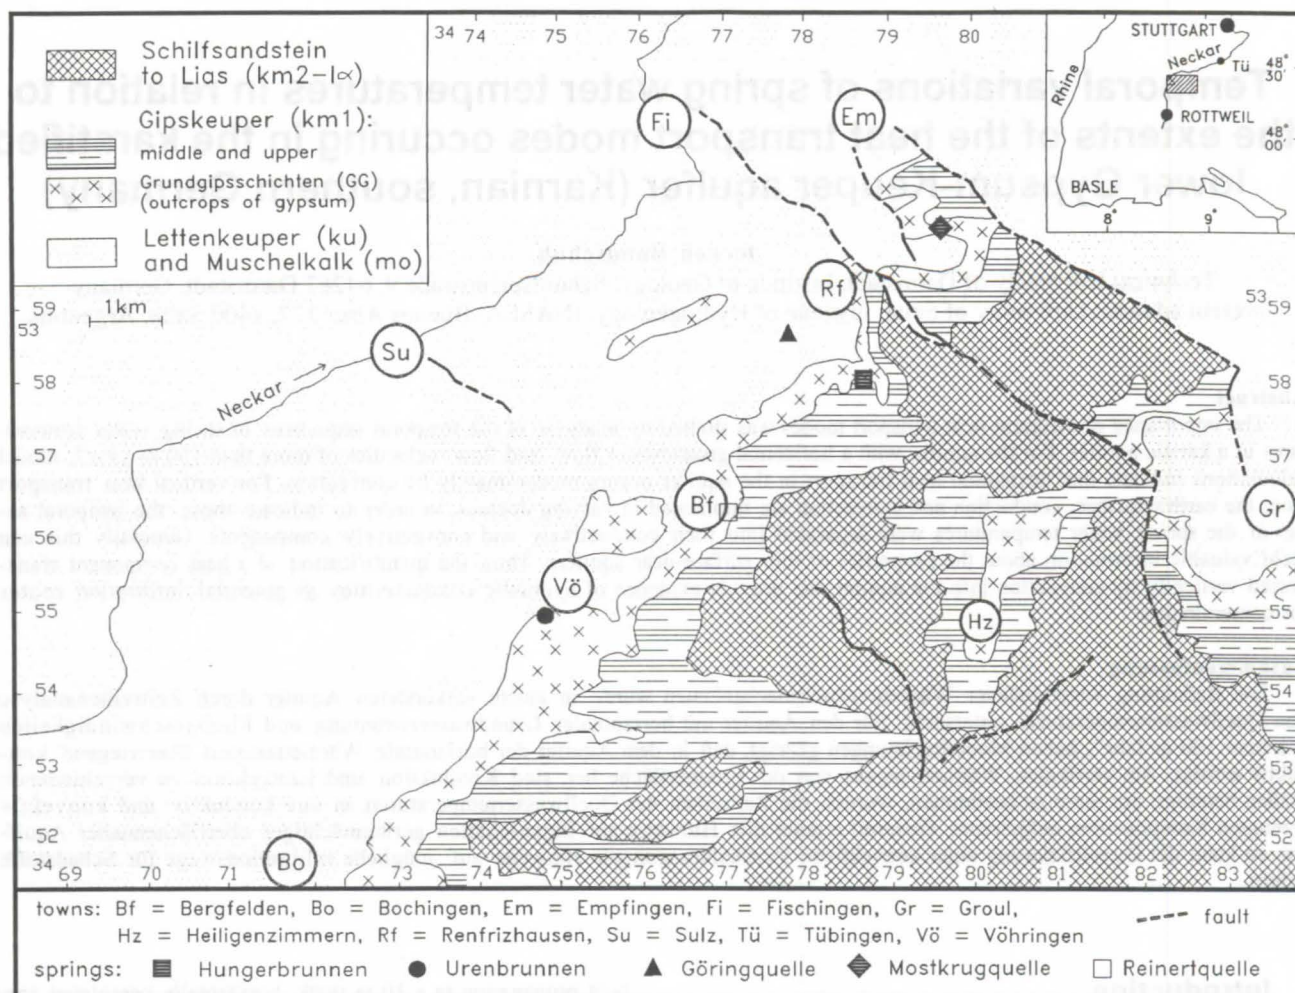 Schilfsandstein
to Lias (km2-lα)
Gipskeuper (km1):
middle and upper
Grundgipsschichten (GG)
(outcrops of gypsum)
Lettenkeuper (ku)
and Muschelkalk (mo)
34 74 75 76 77 78 79 80
STUTTGART
Neckar
Tü
48° 30'
Rhine
ROTTWEIL
48° 00'
BASLE
8° 9°
Fi
Em
59
53
1km
Rf
53
59
Su
58
58
Neckar
57
57
Bf
Gr
56
Vö
55
Hz
55
54
54
53
53
52
52
34
Bo
69 70 71 73 74 75 76 77 78 79 80 81 82 83
towns: Bf = Bergfelden, Bo = Bochingen, Em = Empfingen, Fi = Fischingen, Gr = Groul,
fault
Hz = Heiligenzimmern, Rf = Renfrizhausen, Su = Sulz, Tü = Tübingen, Vö = Vöhringen
springs: Hungerbrunnen Urenbrunnen Göringquelle Mostkrugquelle Reinertquelle